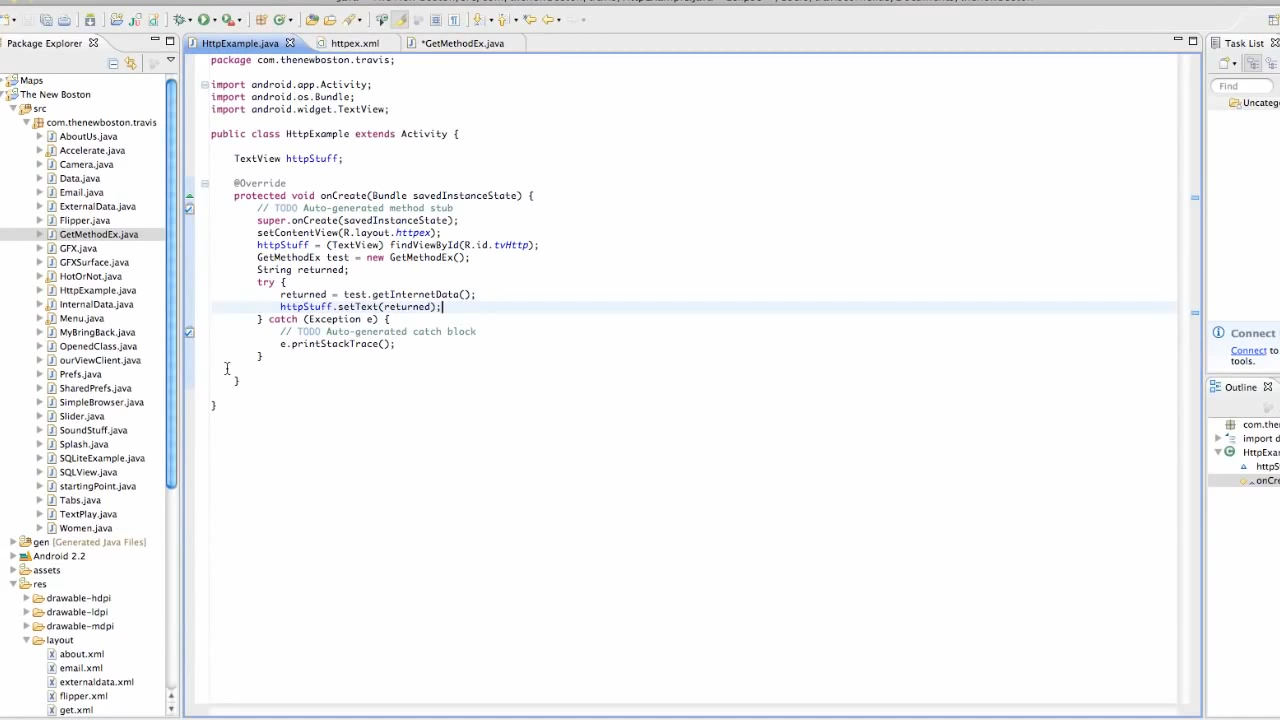 Package Explorer
HttpExample.java
httpex.xml
*GetMethodEx.java
Task List
Maps
The New Boston
src
com.thenewboston.travis
AboutUs.java
Accelerate.java
Camera.java
Data.java
Email.java
ExternalData.java
Flipper.java
GetMethodEx.java
GFX.java
GFXSurface.java
HotOrNot.java
HttpExample.java
InternalData.java
Menu.java
MyBringBack.java
OpenedClass.java
ourViewClient.java
Prefs.java
SharedPrefs.java
SimpleBrowser.java
Slider.java
SoundStuff.java
Splash.java
SQLiteExample.java
SQLView.java
startingPoint.java
Tabs.java
TextPlay.java
Women.java
gen [Generated Java Files]
Android 2.2
assets
res
drawable-hdpi
drawable-ldpi
drawable-mdpi
layout
about.xml
email.xml
externaldata.xml
flipper.xml
get.xml
package com.thenewboston.travis;
import android.app.Activity;
import android.os.Bundle;
import android.widget.TextView;
public class HttpExample extends Activity {
TextView httpStuff;
@Override
protected void onCreate(Bundle savedInstanceState) {
// TODO Auto-generated method stub
super.onCreate(savedInstanceState);
setContentView(R.layout.httpex);
httpStuff = (TextView) findViewById(R.id.tvHttp);
GetMethodEx test = new GetMethodEx();
String returned;
try {
returned = test.getInternetData();
httpStuff.setText(returned);
} catch (Exception e) {
// TODO Auto-generated catch block
e.printStackTrace();
}
}
}
Find
Uncateg
Connect
Connect to
tools.
Outline
com.the
import d
HttpExa
httpS
onCre